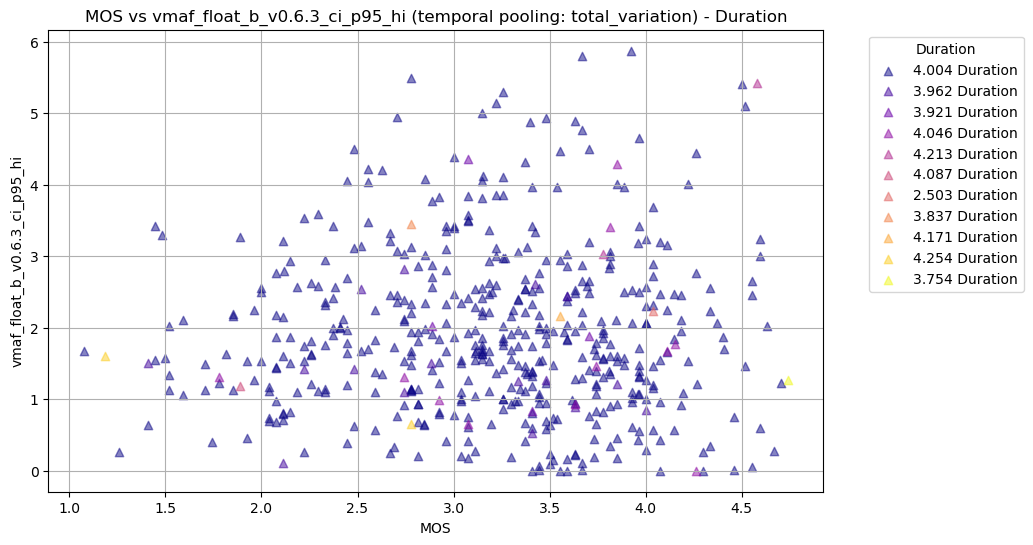 MOS vs vmaf_float_b_v0.6.3_ci_p95_hi (temporal pooling: total_variation) - Duration
vmaf_float_b_v0.6.3_ci_p95_hi
6
5
4
3
2
1
0
1.0 1.5 2.0 2.5 3.0 3.5 4.0 4.5
MOS
Duration
4.004 Duration
3.962 Duration
3.921 Duration
4.046 Duration
4.213 Duration
4.087 Duration
2.503 Duration
3.837 Duration
4.171 Duration
4.254 Duration
3.754 Duration